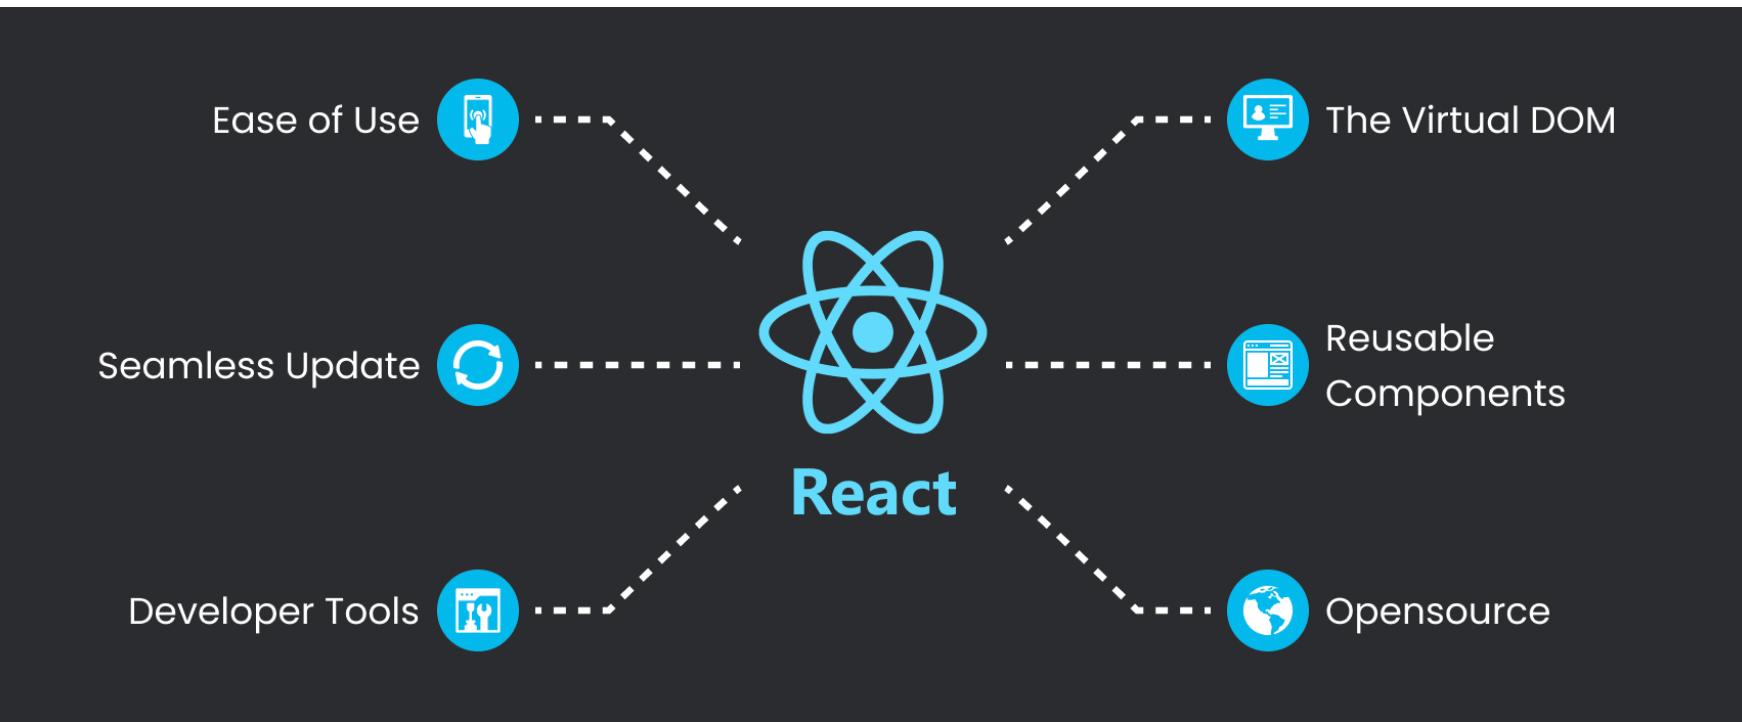 Ease of Use
The Virtual DOM
Seamless Update
Reusable
Components
React
Developer Tools
Opensource